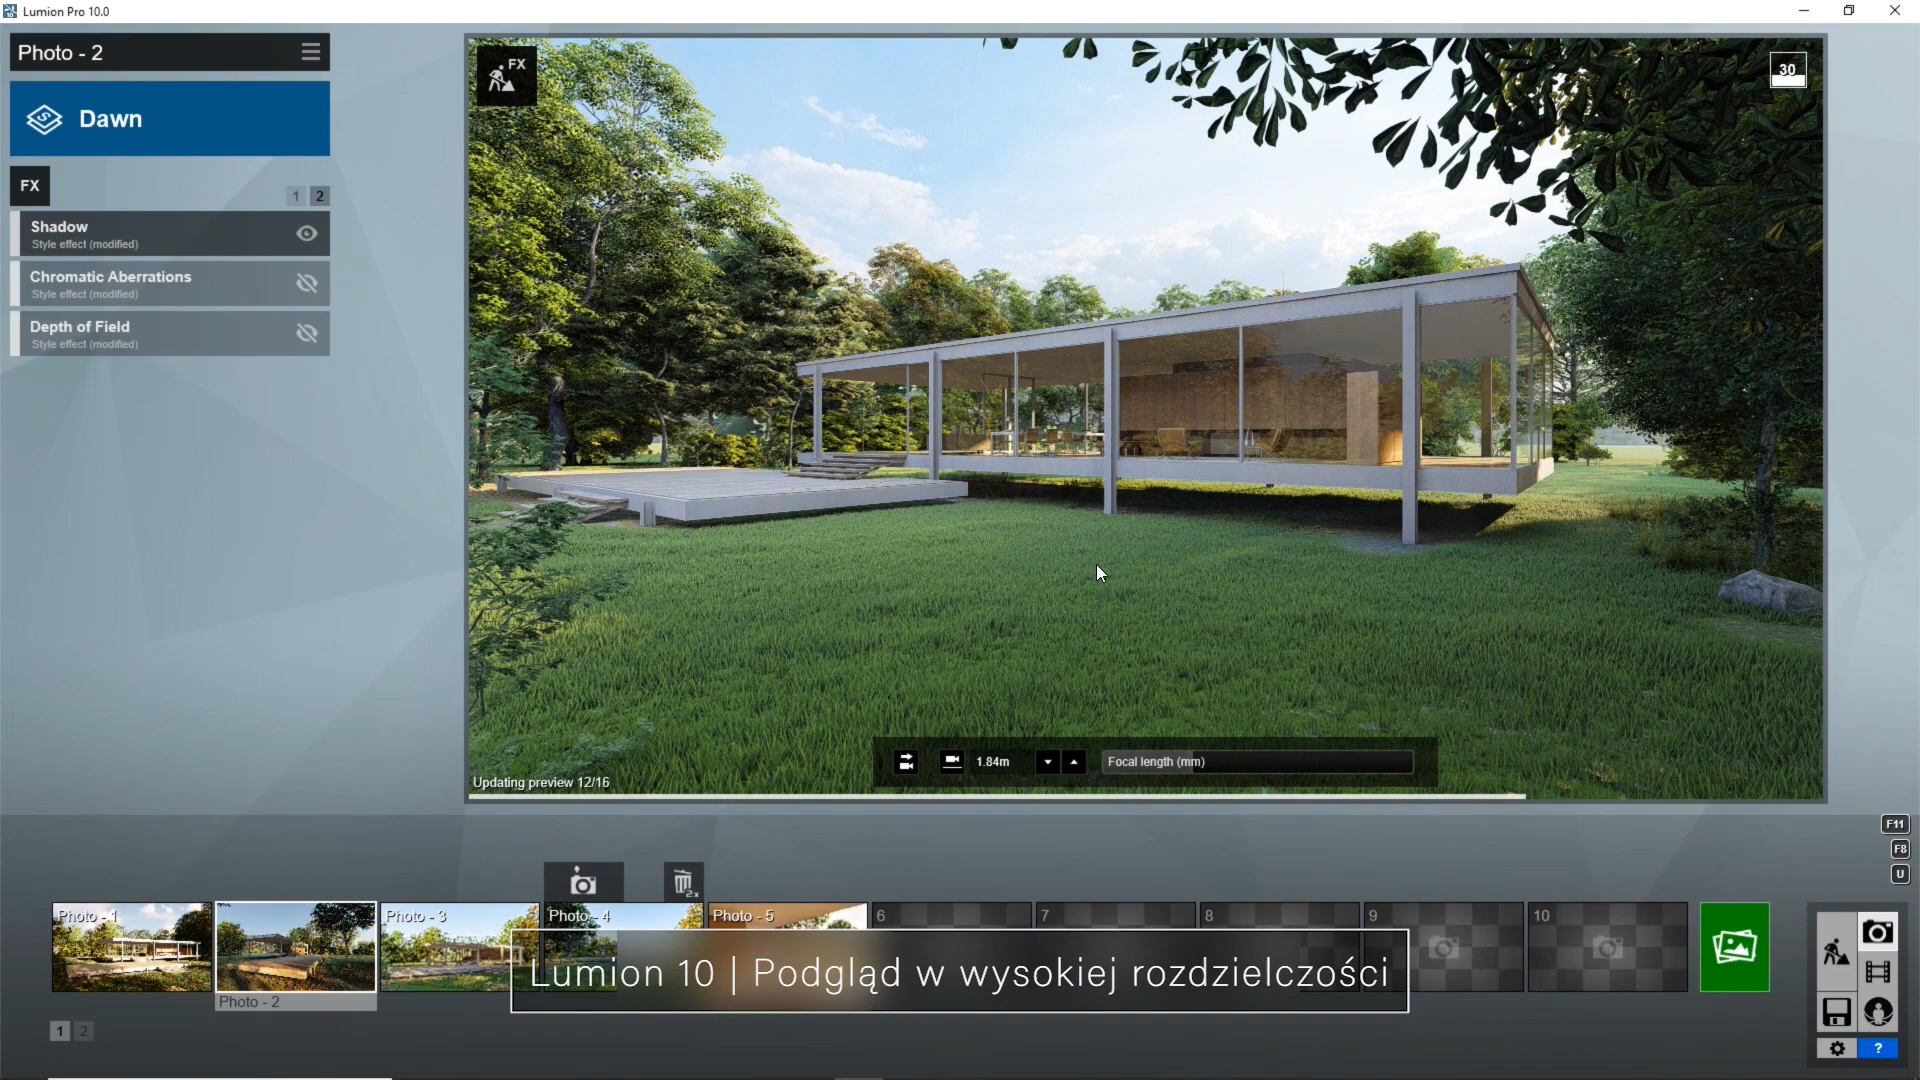 Lumion Pro 10.0
Photo - 2
Dawn
FX
1 2
Shadow
Style effect (modified)
Chromatic Aberrations
Style effect (modified)
Depth of Field
Style effect (modified)
FX
30
1.84m
Focal length (mm)
Updating preview 12/16
F11
F8
U
2x
Photo - 1
Photo - 3
Photo - 4
Photo - 5
6
7
8
9
10
Lumion 10 | Podgląd w wysokiej rozdzielczości
Photo - 2
1 2
?